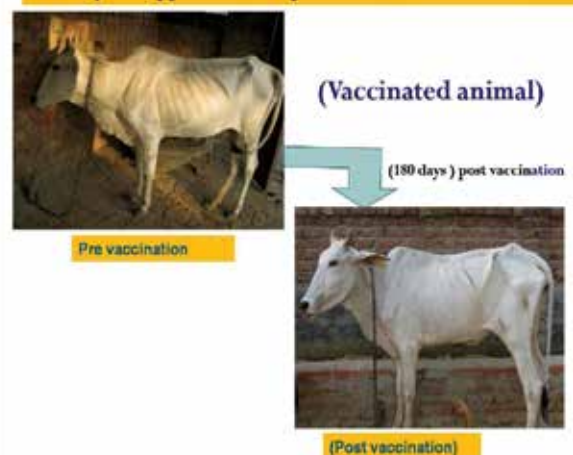 (Vaccinated animal)
(180 days ) post vaccination
Pre vaccination
(Post vaccination)